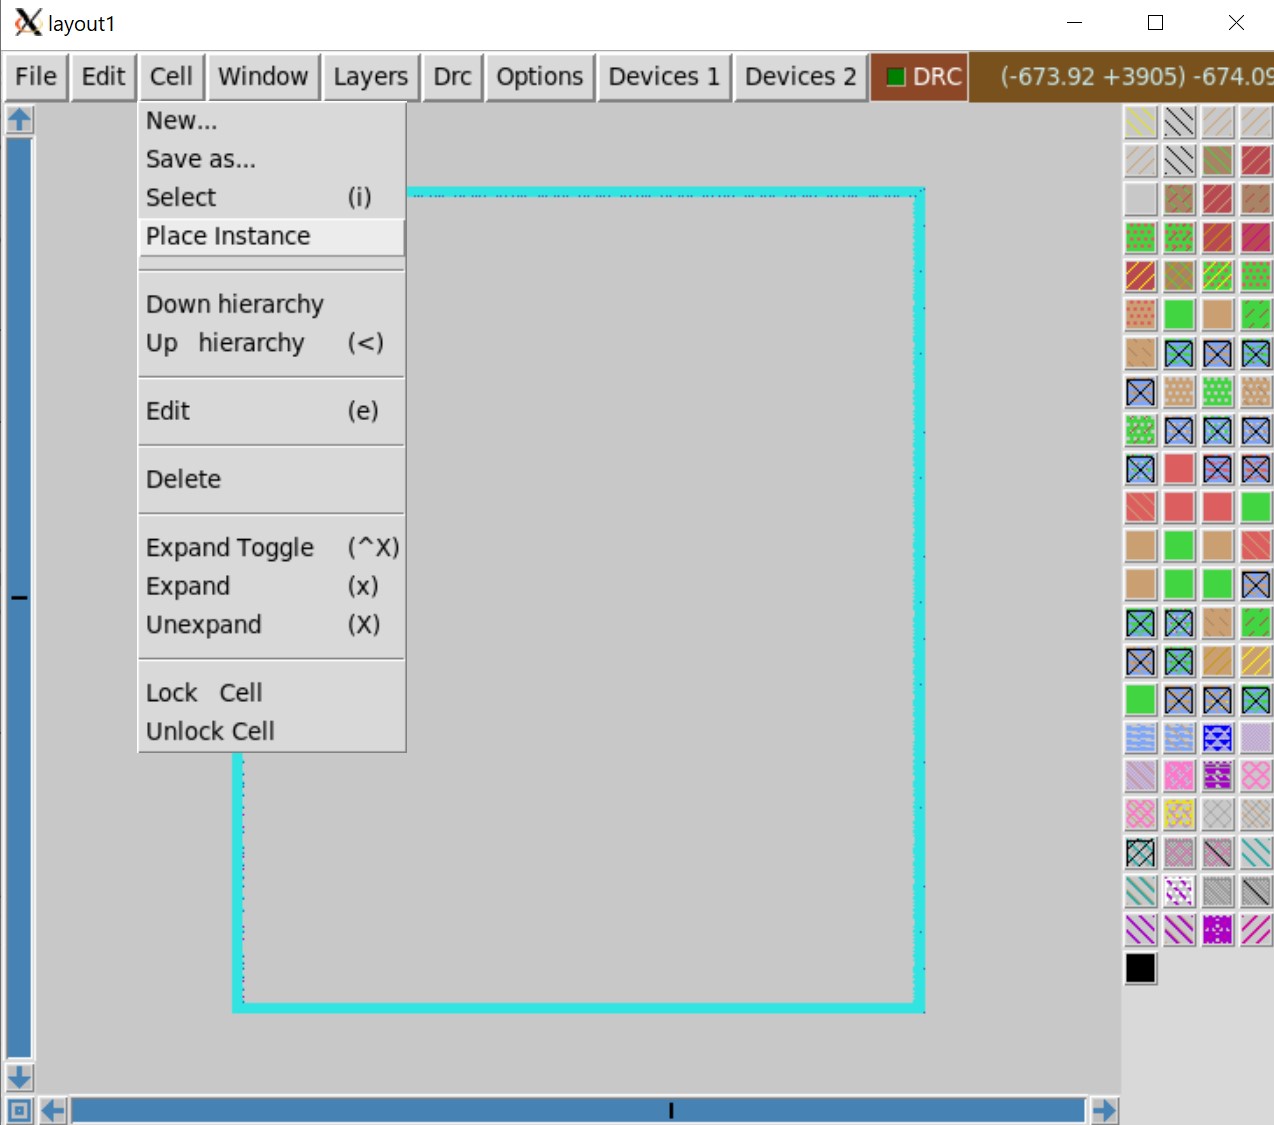 layout1
File Edit Cell Window Layers Drc Options Devices 1 Devices 2 DRC (-673.92 +3905) -674.09
New...
Save as...
Select (i)
Place Instance
Down hierarchy
Up hierarchy (<)
Edit (e)
Delete
Expand Toggle (^X)
Expand (x)
Unexpand (X)
Lock Cell
Unlock Cell